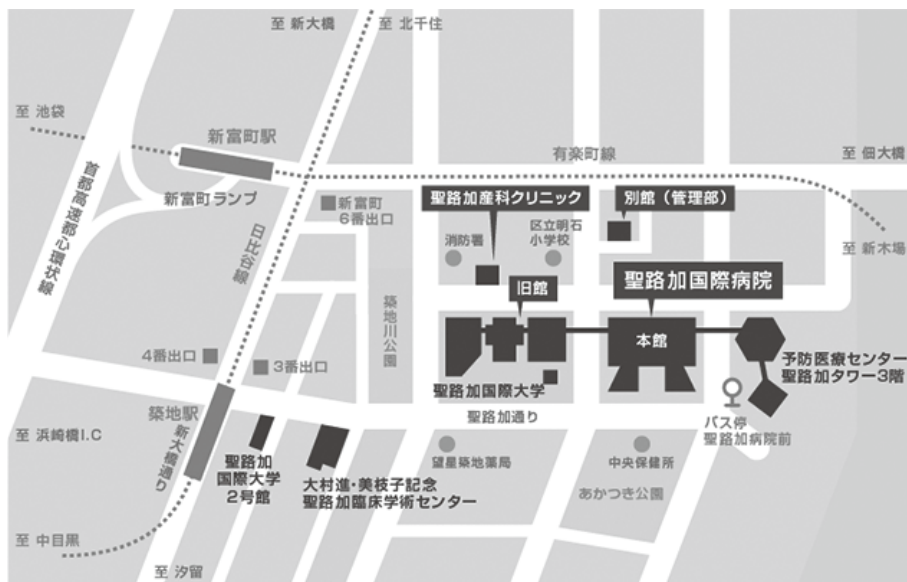 至 新大橋
至 北千住
至 池袋
新富町駅
有楽町線
至 佃大橋
首都高速都心環状線
新富町ランプ
新富町
6番出口
聖路加産科クリニック
別館（管理部）
日比谷線
消防署
区立明石
小学校
至 新木場
旧館
聖路加国際病院
築地川公園
本館
4番出口
3番出口
聖路加国際大学
予防医療センター
聖路加タワー3階
築地駅
聖路加通り
バス停
聖路加病院前
至 浜崎橋I.C
新大橋通り
聖路加
国際大学
2号館
大村進・美枝子記念
聖路加臨床学術センター
望星築地薬局
中央保健所
あかつき公園
至 中目黒
至 汐留